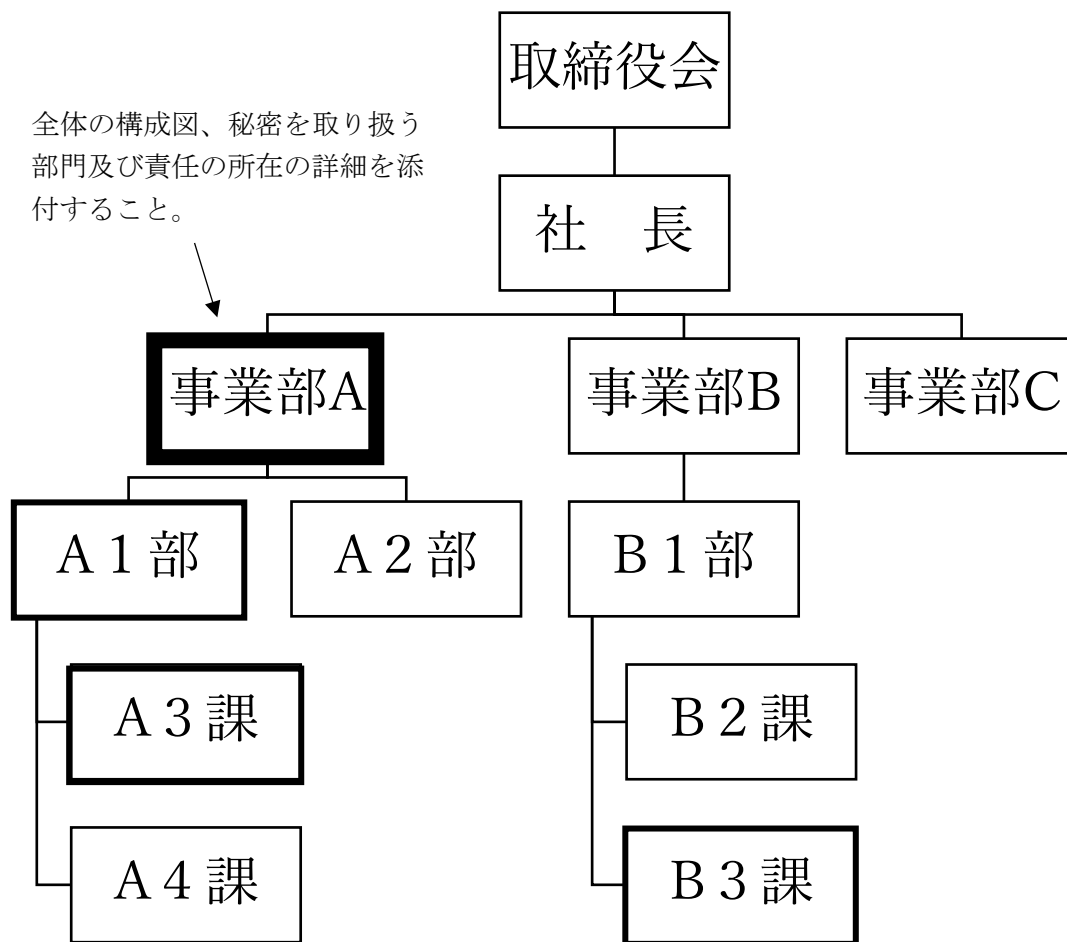 取締役会
全体の構成図、秘密を取り扱う
部門及び責任の所在の詳細を添
付すること。
社　長
事業部A
事業部B
事業部C
A１部
A２部
B１部
A３課
B２課
A４課
B３課